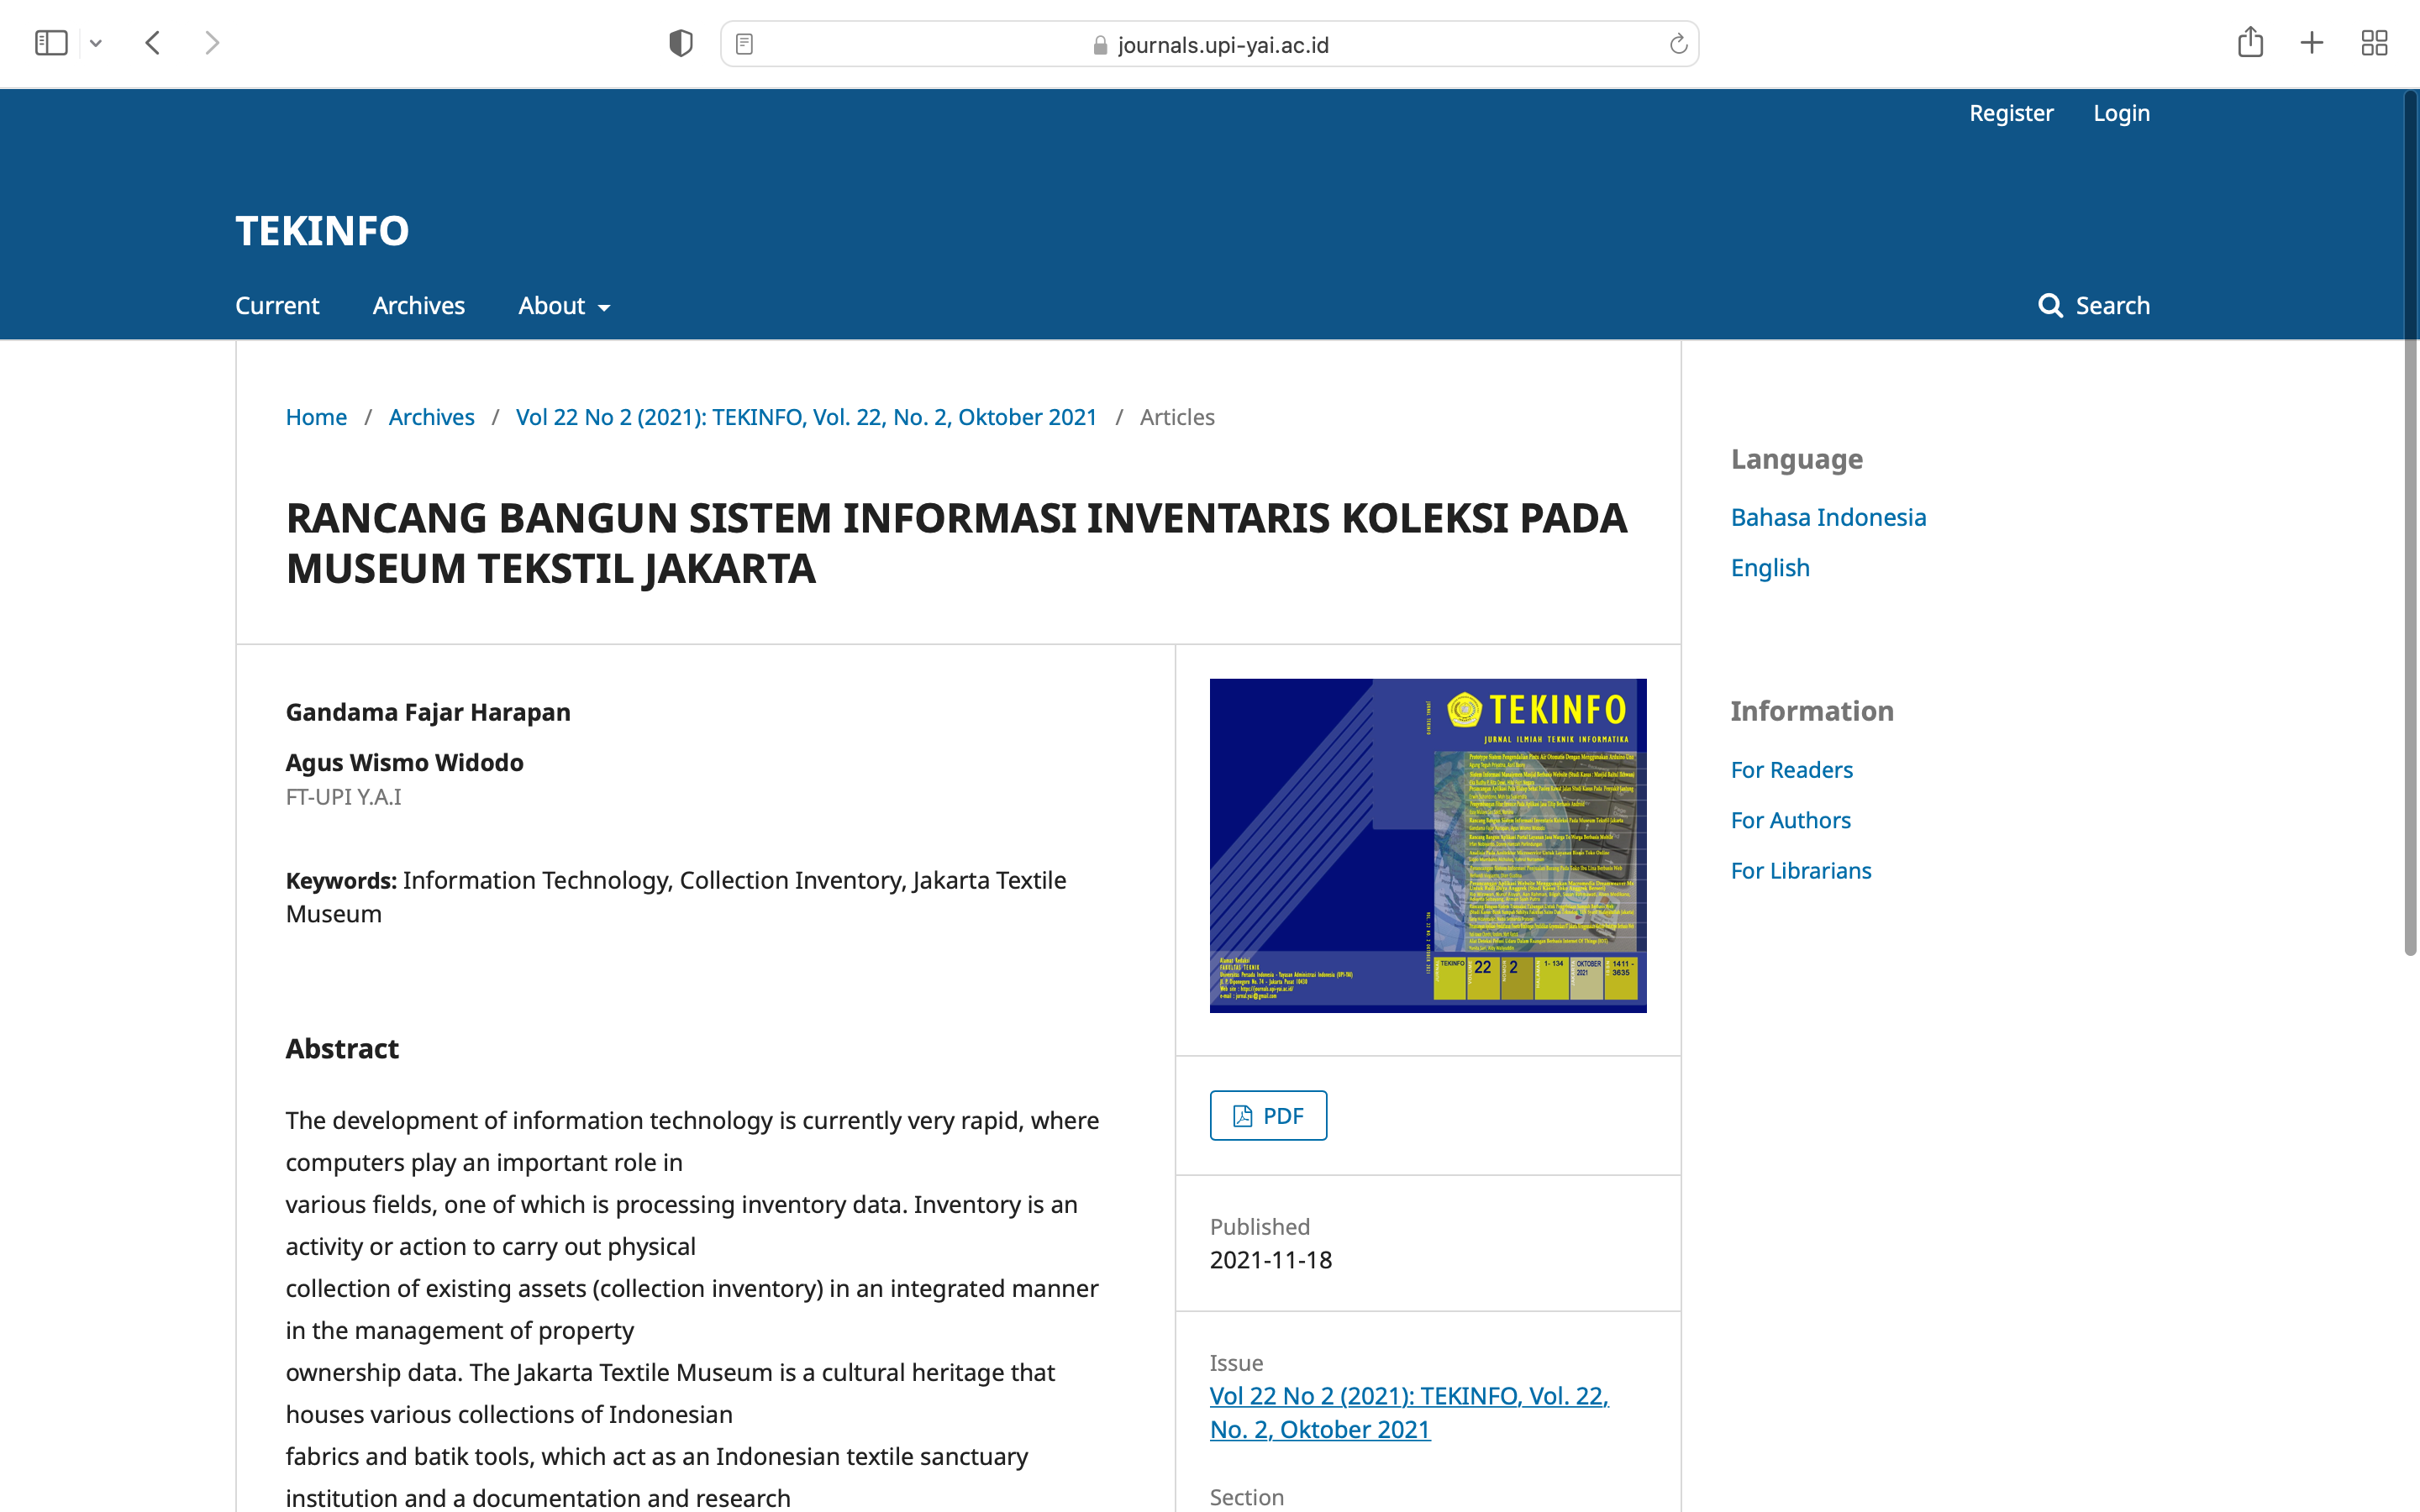 journals.upi-yai.ac.id
Register Login
TEKINFO
Current Archives About Search
Home / Archives / Vol 22 No 2 (2021): TEKINFO, Vol. 22, No. 2, Oktober 2021 / Articles
RANCANG BANGUN SISTEM INFORMASI INVENTARIS KOLEKSI PADA
MUSEUM TEKSTIL JAKARTA
Gandama Fajar Harapan
Agus Wismo Widodo
FT-UPI Y.A.I
Keywords: Information Technology, Collection Inventory, Jakarta Textile
Museum
Abstract
The development of information technology is currently very rapid, where
computers play an important role in
various fields, one of which is processing inventory data. Inventory is an
activity or action to carry out physical
collection of existing assets (collection inventory) in an integrated manner
in the management of property
ownership data. The Jakarta Textile Museum is a cultural heritage that
houses various collections of Indonesian
fabrics and batik tools, which act as an Indonesian textile sanctuary
institution and a documentation and research
TEKINFO
JURNAL ILMIAH TEKNIK INFORMATIKA
TEKINFO 22 2 1- 134 OKTOBER 2021 1411 - 3635
PDF
Published
2021-11-18
Issue
Vol 22 No 2 (2021): TEKINFO, Vol. 22,
No. 2, Oktober 2021
Section
Language
Bahasa Indonesia
English
Information
For Readers
For Authors
For Librarians